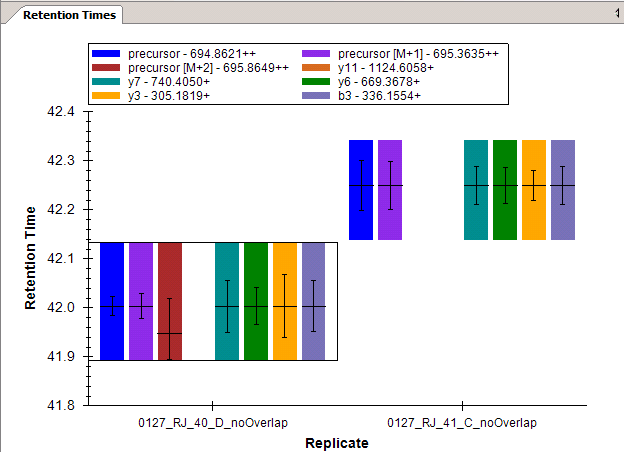 Retention Times
precursor - 694.8621++ precursor [M+1] - 695.3635++
precursor [M+2] - 695.8649++ y11 - 1124.6058+
y7 - 740.4050+ y6 - 669.3678+
y3 - 305.1819+ b3 - 336.1554+
42.4
42.3
42.2
42.1
42.0
41.9
41.8
Retention Time
0127_RJ_40_D_noOverlap 0127_RJ_41_C_noOverlap
Replicate